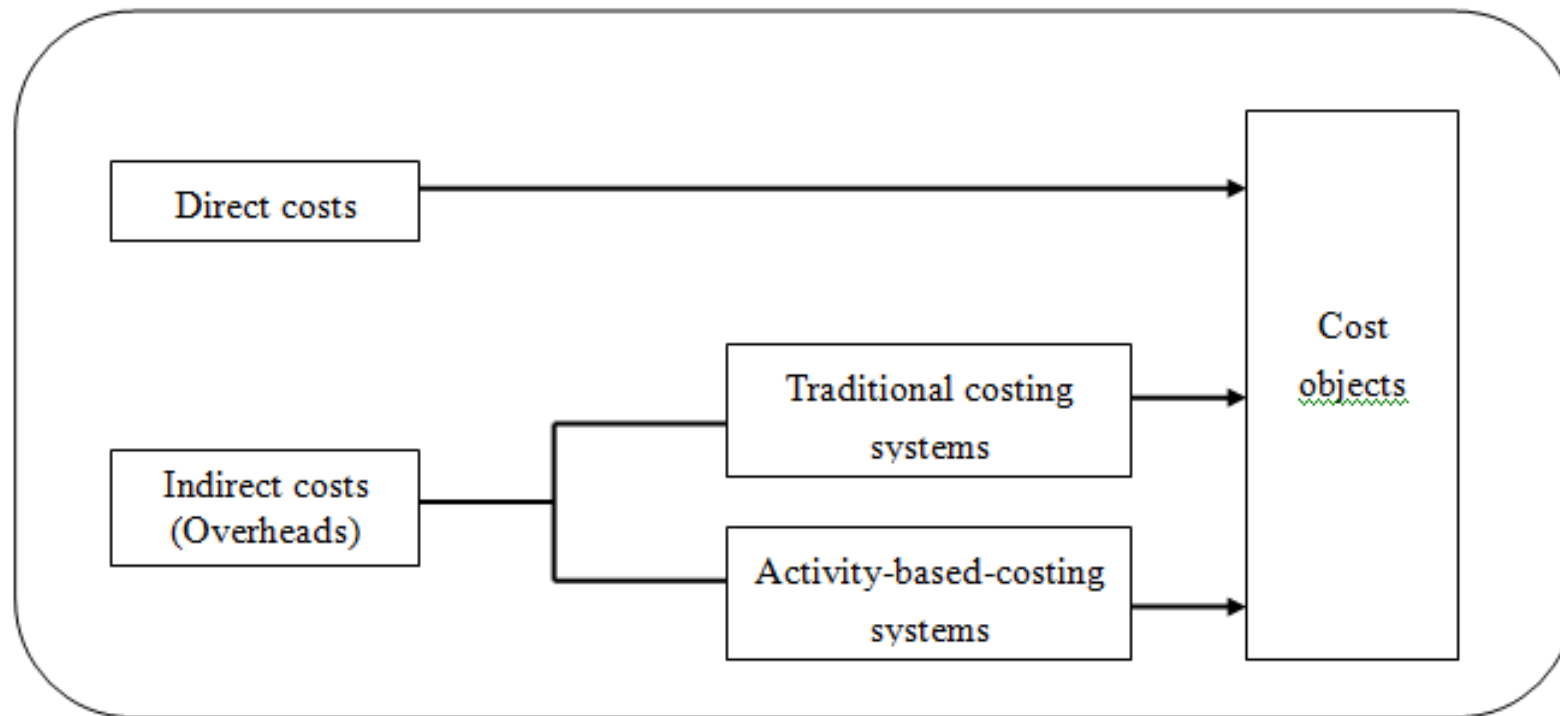 Direct costs
Indirect costs
(Overheads)
Traditional costing
systems
Activity-based-costing
systems
Cost
objects